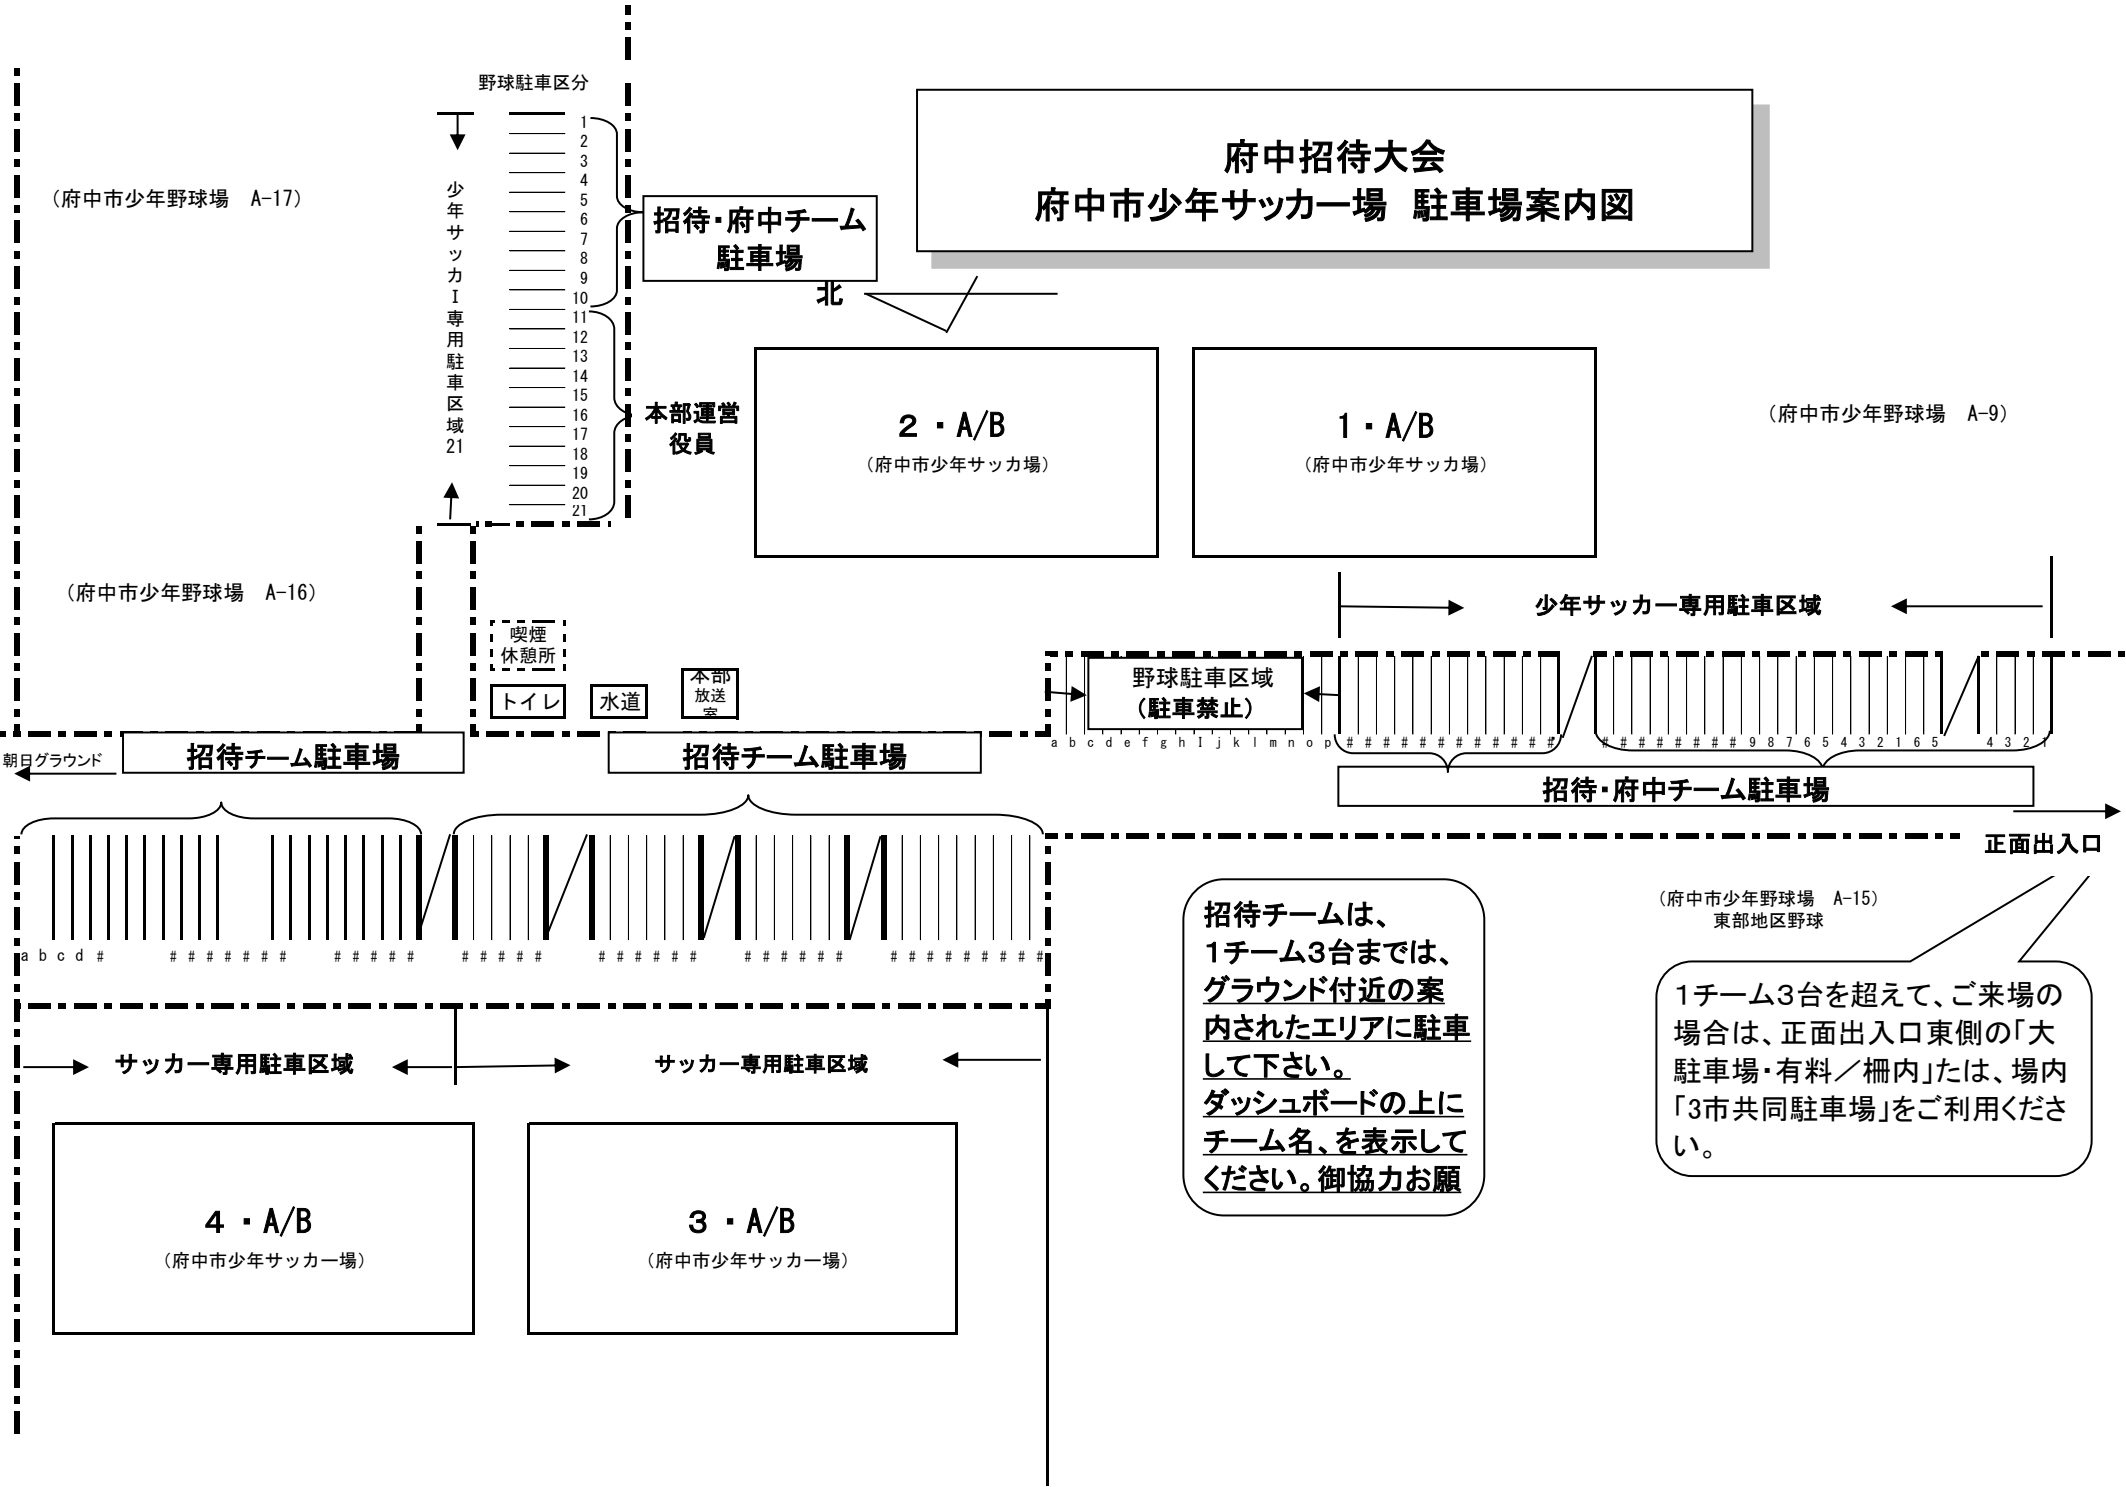 野球駐車区分
1
2
3
4
5
6
7
8
9
10
11
12
13
14
15
16
17
18
19
20
21
少年サッカI専用駐車区域21
（府中市少年野球場　A-17）
招待・府中チーム
駐車場
府中招待大会
府中市少年サッカー場　駐車場案内図
北
本部運営
役員
２・A/B
（府中市少年サッカ場）
１・A/B
（府中市少年サッカ場）
（府中市少年野球場　A-9）
（府中市少年野球場　A-16）
少年サッカー専用駐車区域
喫煙
休憩所
トイレ
水道
本部
放送
室
野球駐車区域
（駐車禁止）
a b c d e f g h I j k l m n o p # # # # # # # # # # # # # # # # # # # # 9 8 7 6 5 4 3 2 1 6 5 4 3 2 1
朝日グラウンド
招待チーム駐車場
招待チーム駐車場
招待・府中チーム駐車場
正面出入口
a b c d # # # # # # # # # # # # # # # # # # # # # # # # # # # # # # # # # # # # # # #
（府中市少年野球場　A-15）
東部地区野球
サッカー専用駐車区域
サッカー専用駐車区域
招待チームは、
１チーム３台までは、
グラウンド付近の案
内されたエリアに駐車
して下さい。
ダッシュボードの上に
チーム名、を表示して
ください。御協力お願
１チーム３台を超えて、ご来場の
場合は、正面出入口東側の「大
駐車場・有料／柵内」たは、場内
「3市共同駐車場」をご利用くださ
い。
４・A/B
（府中市少年サッカー場）
３・A/B
（府中市少年サッカー場）